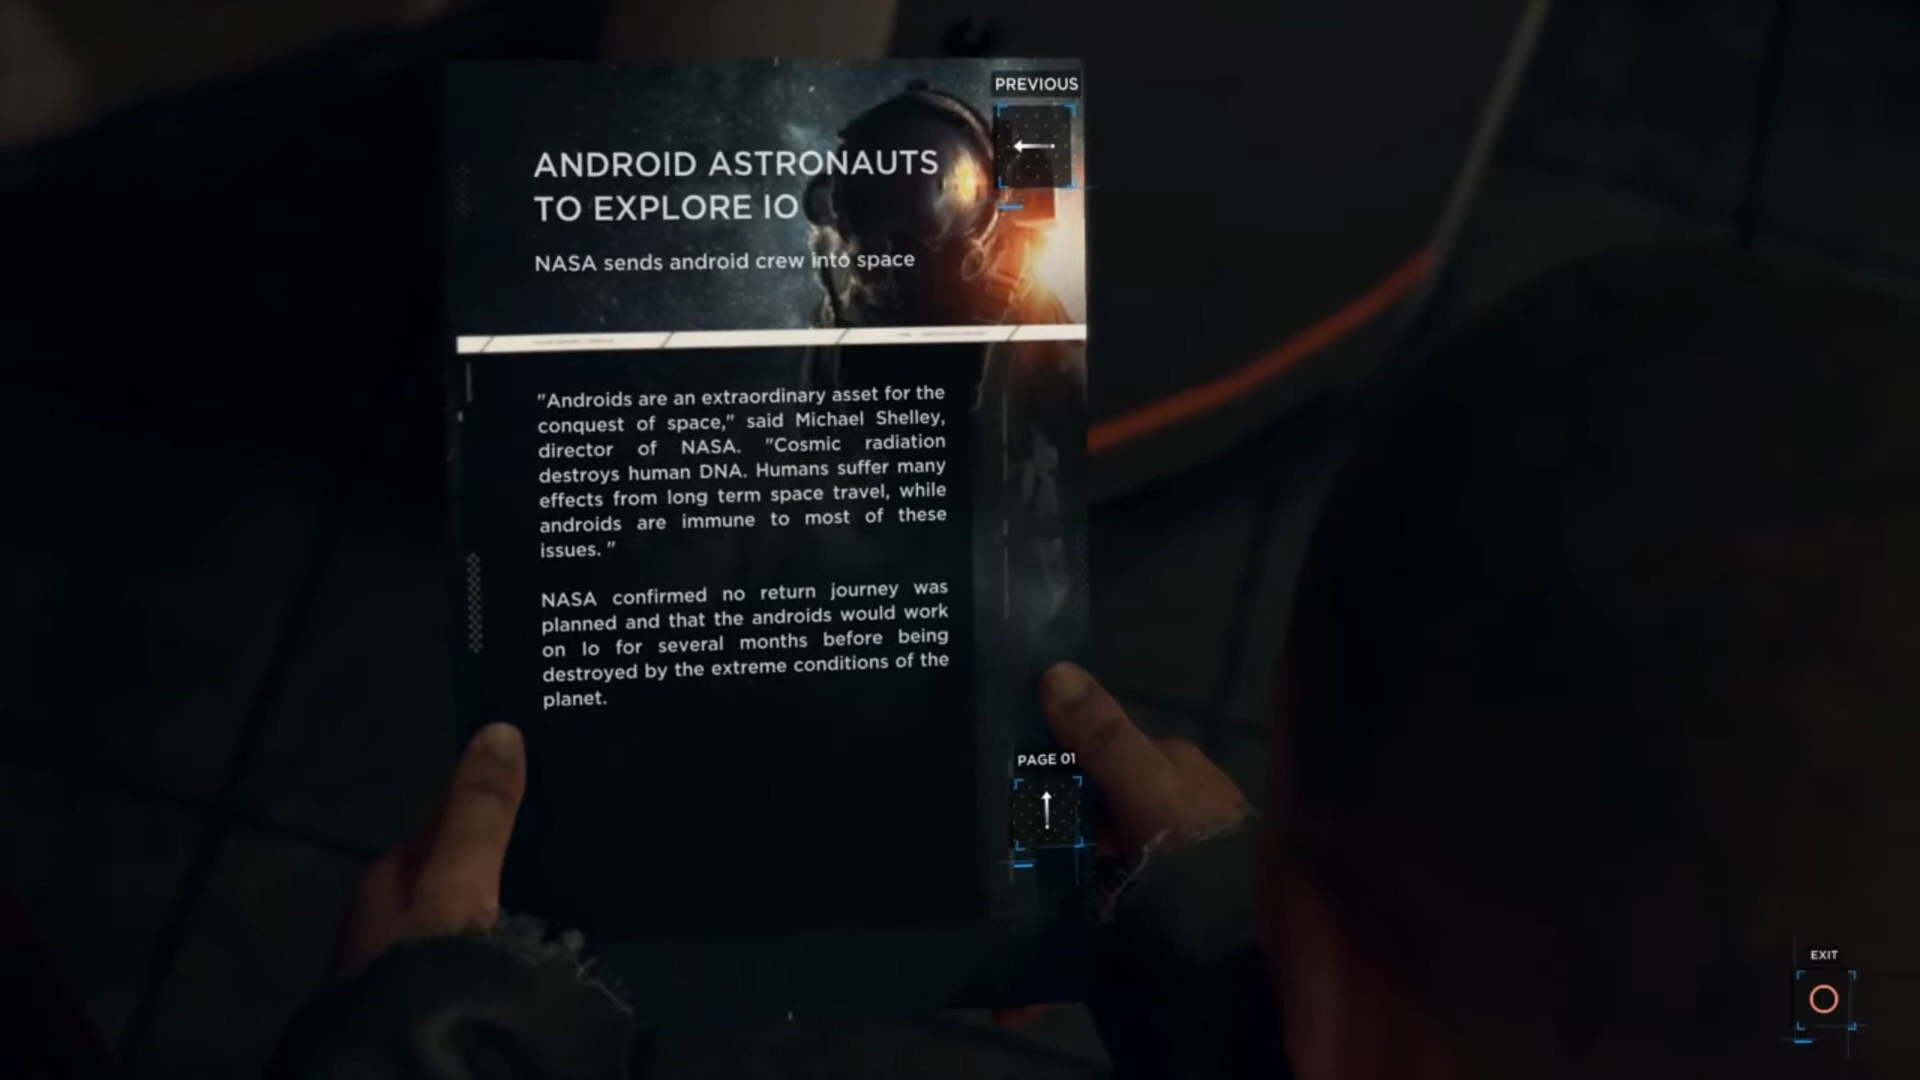 PREVIOUS
ANDROID ASTRONAUTS
TO EXPLORE IO
NASA sends android crew into space
"Androids are an extraordinary asset for the
conquest of space," said Michael Shelley,
director of NASA. "Cosmic radiation
destroys human DNA. Humans suffer many
effects from long term space travel, while
androids are immune to most of these
issues. "
NASA confirmed no return journey was
planned and that the androids would work
on Io for several months before being
destroyed by the extreme conditions of the
planet.
PAGE 01
EXIT